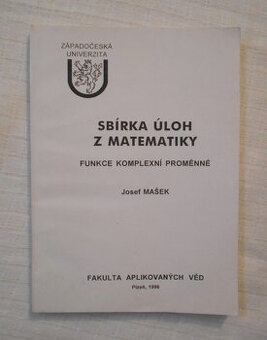 ZÁPADOČESKÁ
UNIVERZITA
SBÍRKA ÚLOH
Z MATEMATIKY
FUNKCE KOMPLEXNÍ PROMĚNNÉ
Josef MAŠEK
FAKULTA APLIKOVANÝCH VĚD
Plzeň, 1996